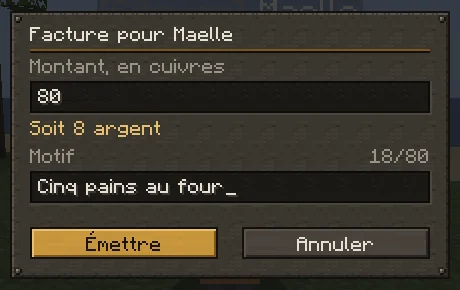 Maelle
Facture pour Maelle
Montant, en cuivres
80
Soit 8 argent
Motif 18/80
Cinq pains au four_
Émettre Annuler